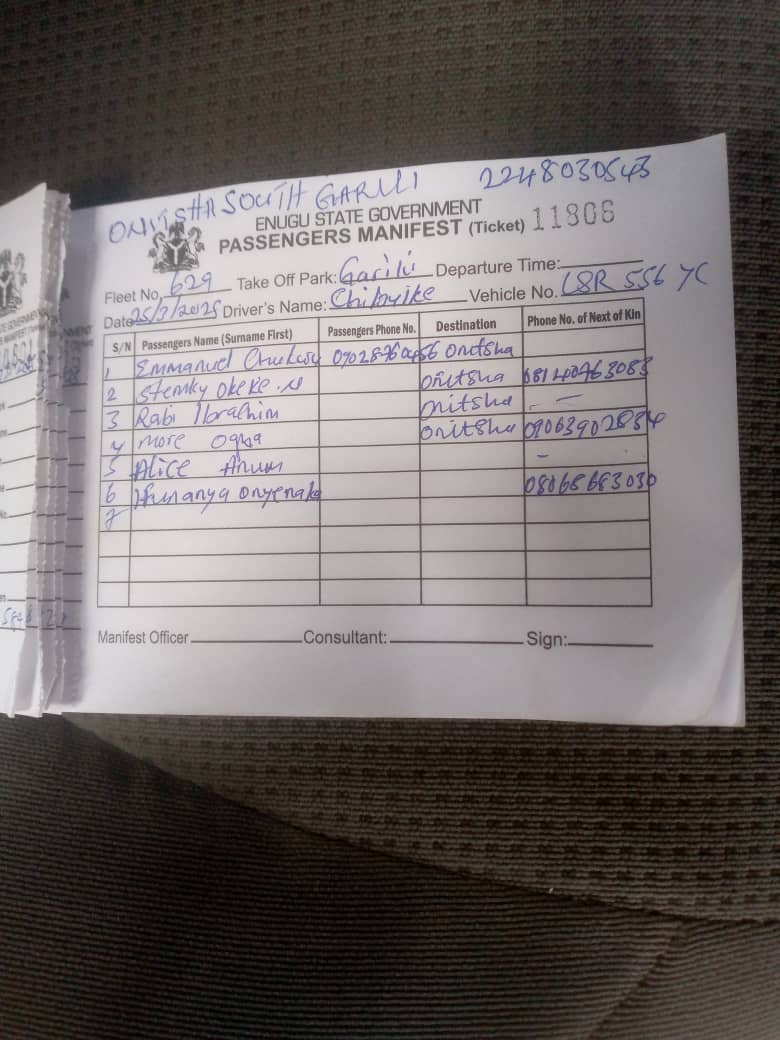 ONITSHA SOUTH GARIKI 2248030543
ENUGU STATE GOVERNMENT
PASSENGERS MANIFEST (Ticket) 11806
Fleet No. 629 Take Off Park: Gariki Departure Time:
Date 25/3/2025 Driver's Name: Vehicle No. LSR 556 YC
S/N Passengers Name (Surname First) Passengers Phone No. Destination Phone No. of Next of Kin
1 Emmanuel Onitsha
2 Okeke Onitsha
3 Rabi Ibrahim Onitsha - -
4 more Onitsha 09063902834
5 Alice -
6 Ifunanya 08068683030
7
Manifest Officer Consultant: Sign: